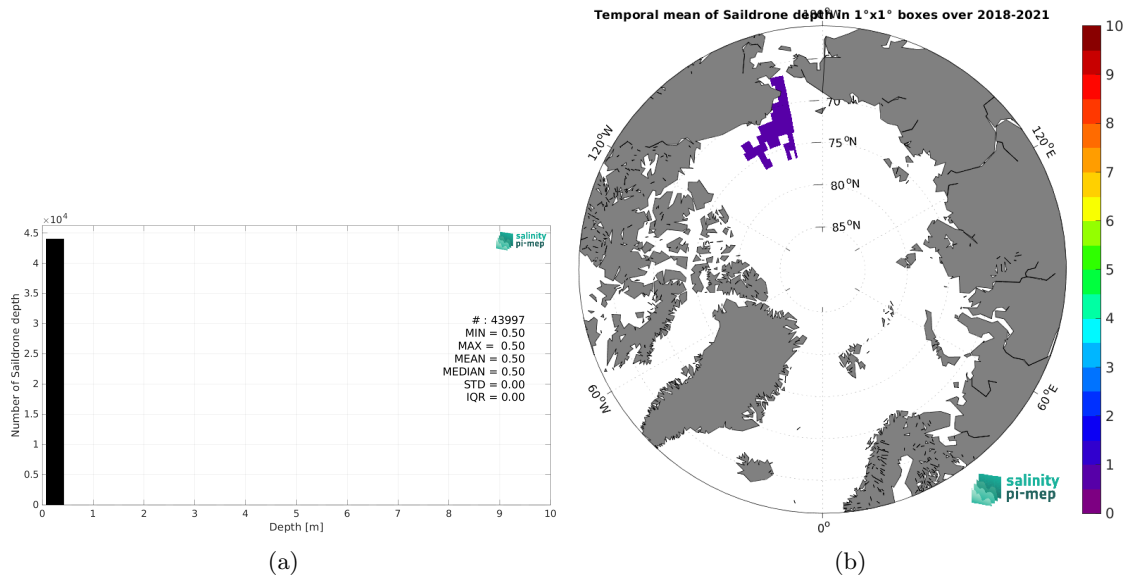 ×10⁴
4.5
4
3.5
3
2.5
2
1.5
1
0.5
0
Number of Saildrone depth
salinity
pi-mep
# : 43997
MIN = 0.50
MAX = 0.50
MEAN = 0.50
MEDIAN = 0.50
STD = 0.00
IQR = 0.00
0 1 2 3 4 5 6 7 8 9 10
Depth [m]
(a)
Temporal mean of Saildrone depth in 1°x1° boxes over 2018-2021
180°W
120°W
60°W
0°
60°E
120°E
70°N
75°N
80°N
85°N
salinity
pi-mep
10
9
8
7
6
5
4
3
2
1
0
(b)